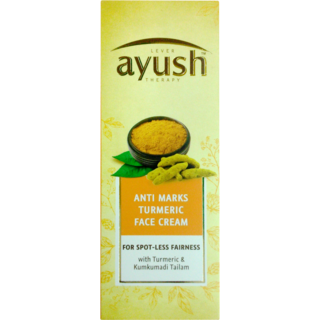 LEVER
ayush
THERAPY
ANTI MARKS
TURMERIC
FACE CREAM
FOR SPOT-LESS FAIRNESS
with Turmeric &
Kumkumadi Tailam